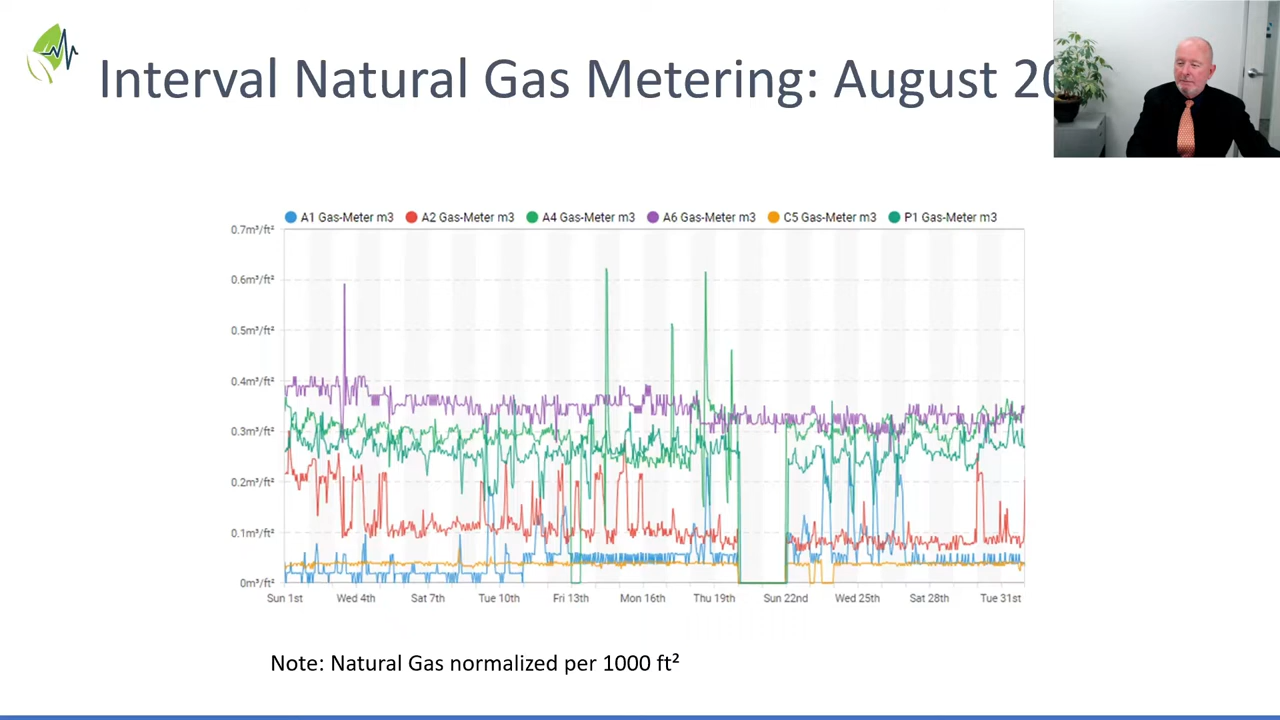 Interval Natural Gas Metering: August 20
A1 Gas-Meter m3 A2 Gas-Meter m3 A4 Gas-Meter m3 A6 Gas-Meter m3 C5 Gas-Meter m3 P1 Gas-Meter m3
0.7m³/ft²
0.6m³/ft²
0.5m³/ft²
0.4m³/ft²
0.3m³/ft²
0.2m³/ft²
0.1m³/ft²
0m³/ft²
Sun 1st Wed 4th Sat 7th Tue 10th Fri 13th Mon 16th Thu 19th Sun 22nd Wed 25th Sat 28th Tue 31st
Note: Natural Gas normalized per 1000 ft²